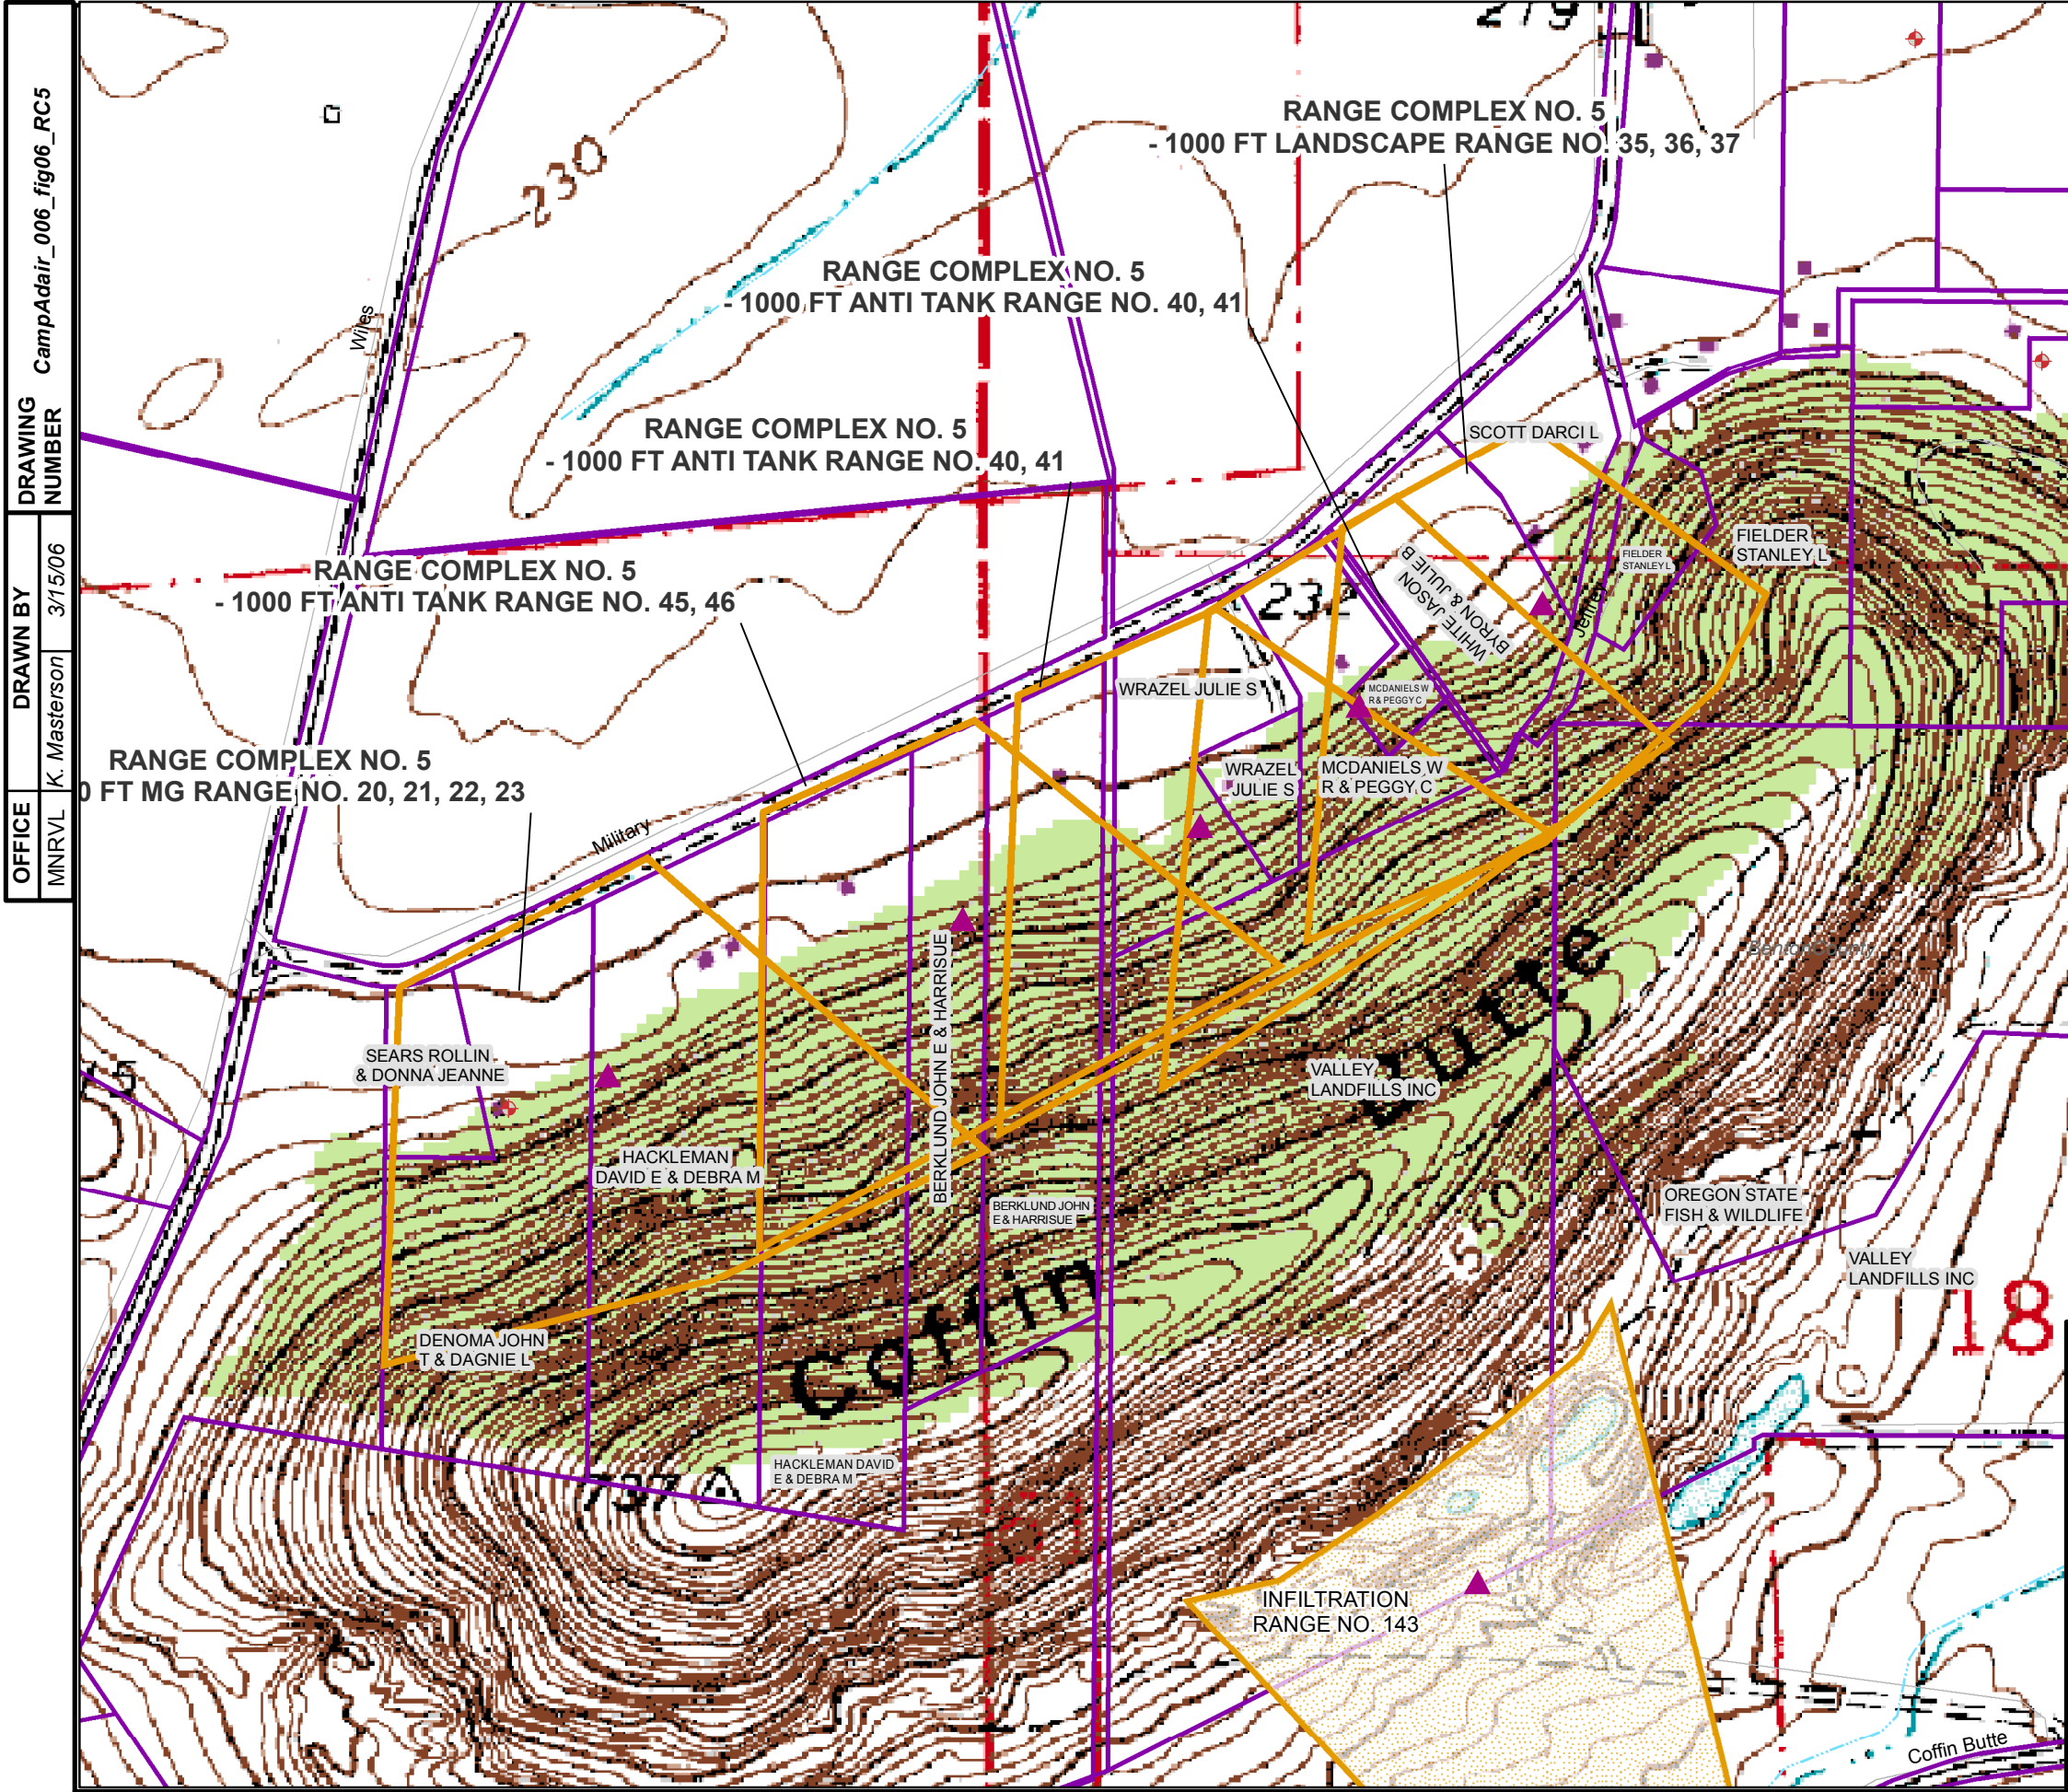 DRAWING
NUMBER
CampAdair_006_fig06_RC5
DRAWN BY
K. Masterson
3/15/06
OFFICE
MNRVL
230
Wiles
RANGE COMPLEX NO. 5
- 1000 FT LANDSCAPE RANGE NO. 35, 36, 37
RANGE COMPLEX NO. 5
- 1000 FT ANTI TANK RANGE NO. 40, 41
RANGE COMPLEX NO. 5
- 1000 FT ANTI TANK RANGE NO. 40, 41
RANGE COMPLEX NO. 5
- 1000 FT ANTI TANK RANGE NO. 45, 46
RANGE COMPLEX NO. 5
0 FT MG RANGE NO. 20, 21, 22, 23
SCOTT DARCI L
FIELDER
STANLEY L
FIELDER
STANLEY L
232
WHITE JASON
BYRON & JULIE B
Jeffrey
WRAZEL JULIE S
MCDANIELS W
R & PEGGY C
WRAZEL
JULIE S
MCDANIELS W
R & PEGGY C
Military
BERKLUND JOHN E & HARRISUE
SEARS ROLLIN
& DONNA JEANNE
VALLEY
LANDFILLS INC
Butte
HACKLEMAN
DAVID E & DEBRA M
BERKLUND JOHN
E & HARRISUE
OREGON STATE
FISH & WILDLIFE
550
VALLEY
LANDFILLS INC
18
Coffin
DENOMA JOHN
T & DAGNIE L
HACKLEMAN DAVID
E & DEBRA M
737
INFILTRATION
RANGE NO. 143
Coffin Butte